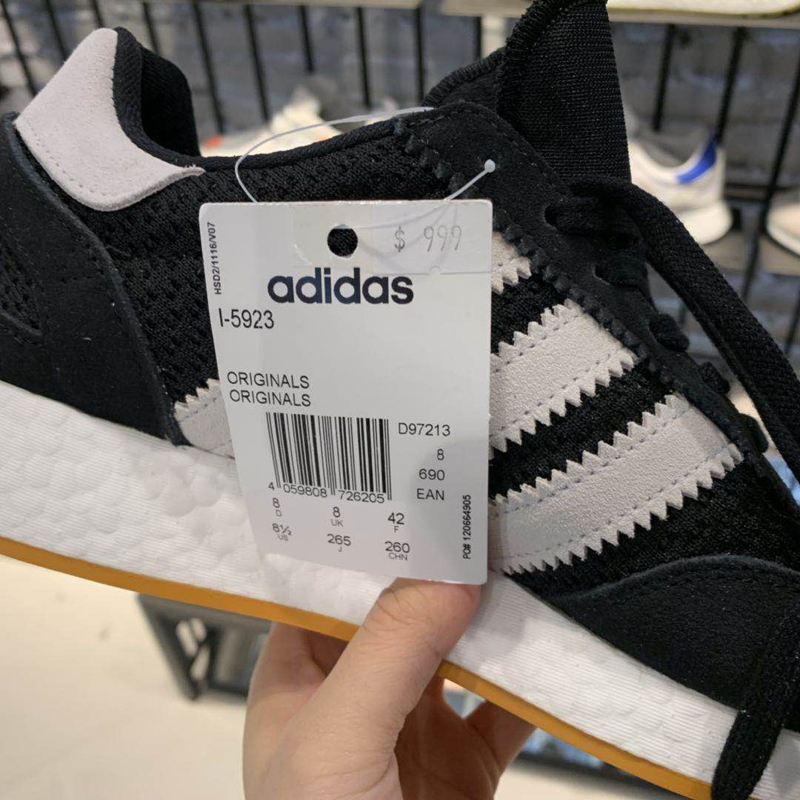 HSD2/1116/V07
$ 999
adidas
I-5923
ORIGINALS
ORIGINALS
D97213
8
690
EAN
4 059808 726205
8 8 42
D UK F
8½ 265 260
US J CHN
PO# 120664905